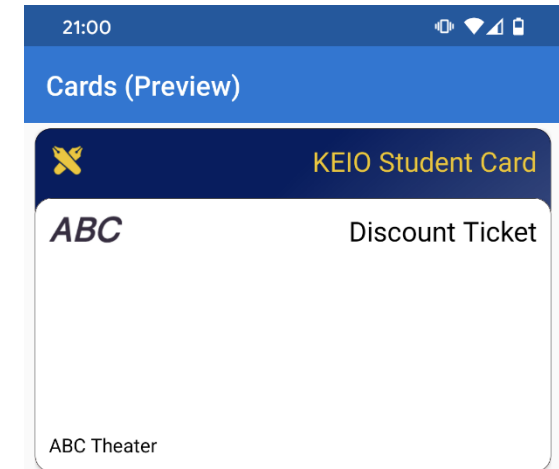 21:00
Cards (Preview)
KEIO Student Card
ABC Discount Ticket
ABC Theater